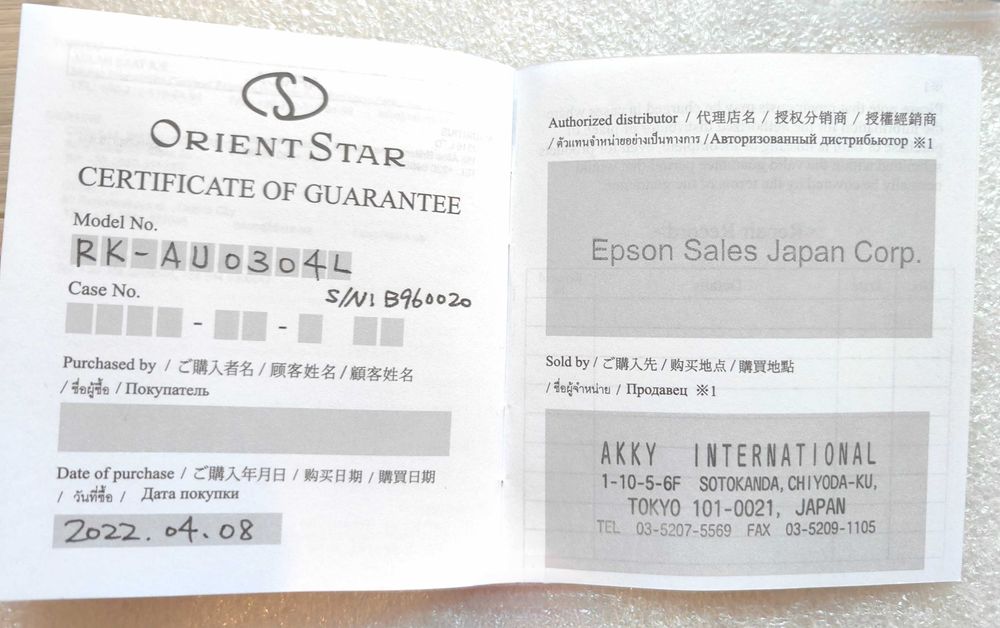 ORIENT STAR
CERTIFICATE OF GUARANTEE
Model No.
RK-AU0304L
Case No.
S/N: B960020
- - -
Purchased by / ご購入者名 / 顾客姓名 / 顧客姓名
/ ชื่อผู้ซื้อ / Покупатель
Date of purchase / ご購入年月日 / 购买日期 / 購買日期
/ วันที่ซื้อ / Дата покупки
2022.04.08
Authorized distributor / 代理店名 / 授权分销商 / 授權經銷商
/ ตัวแทนจำหน่ายอย่างเป็นทางการ / Авторизованный дистрибьютор ※1
Epson Sales Japan Corp.
Sold by / ご購入先 / 购买地点 / 購買地點
/ ชื่อผู้จำหน่าย / Продавец ※1
AKKY INTERNATIONAL
1-10-5-6F SOTOKANDA, CHIYODA-KU,
TOKYO 101-0021, JAPAN
TEL 03-5207-5569 FAX 03-5209-1105